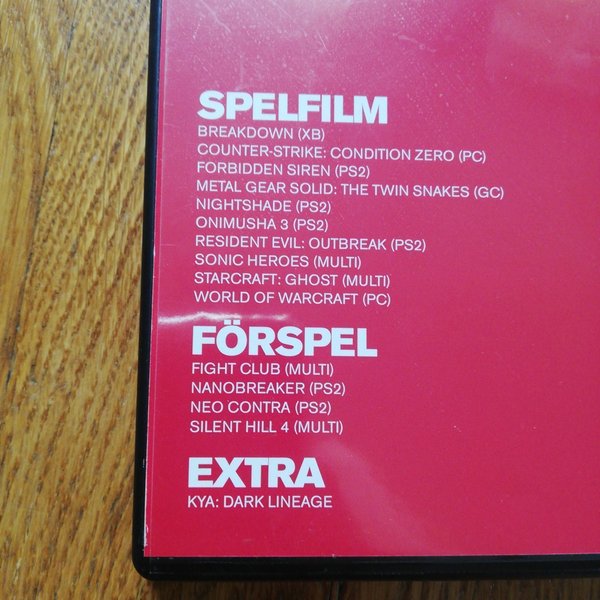 SPELFILM
BREAKDOWN (XB)
COUNTER-STRIKE: CONDITION ZERO (PC)
FORBIDDEN SIREN (PS2)
METAL GEAR SOLID: THE TWIN SNAKES (GC)
NIGHTSHADE (PS2)
ONIMUSHA 3 (PS2)
RESIDENT EVIL: OUTBREAK (PS2)
SONIC HEROES (MULTI)
STARCRAFT: GHOST (MULTI)
WORLD OF WARCRAFT (PC)
FÖRSPEL
FIGHT CLUB (MULTI)
NANOBREAKER (PS2)
NEO CONTRA (PS2)
SILENT HILL 4 (MULTI)
EXTRA
KYA: DARK LINEAGE